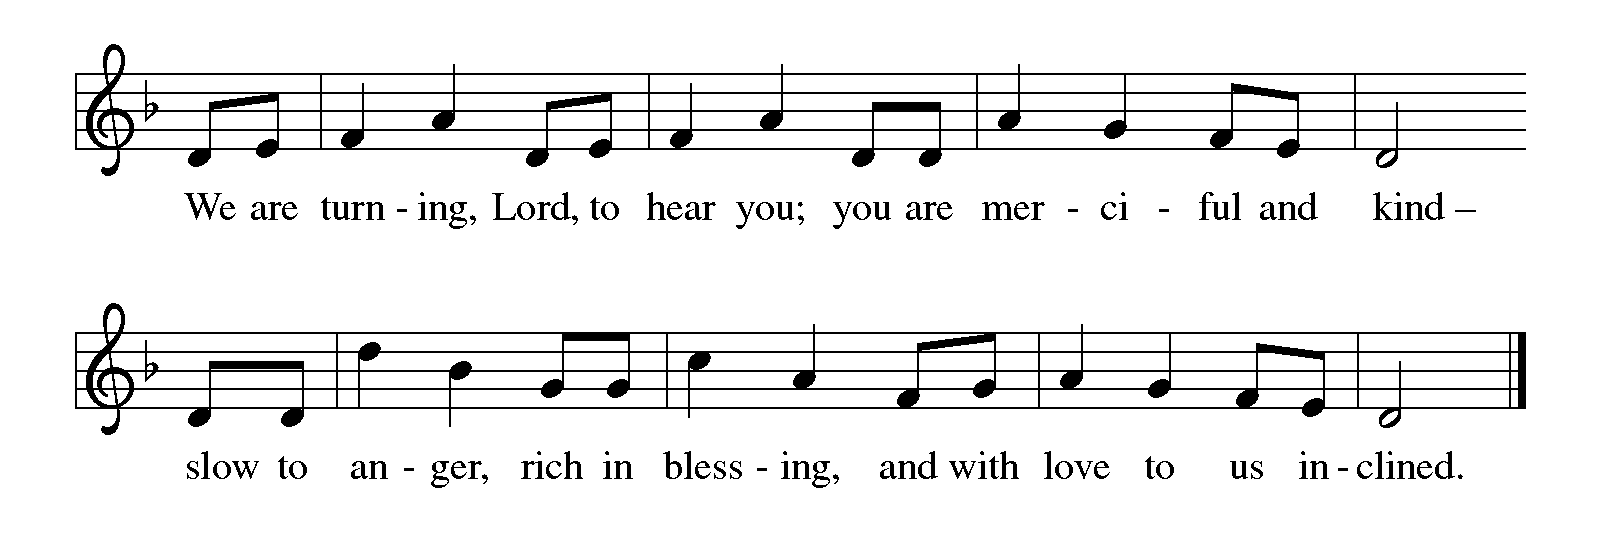 We are turn - ing, Lord, to hear you; you are mer - ci - ful and kind –
slow to an - ger, rich in bless - ing, and with love to us in - clined.